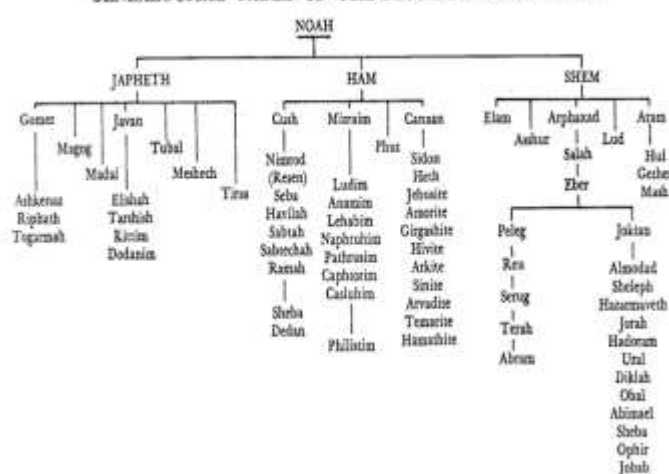 NOAH
JAPHETH HAM SHEM
Gomer Javan Cush Mizraim Canaan Elam Arphaxad Aram
Magog Tubal Phut Asshur Lud
Madai Meshech Nimrod Sidon Salah Hul
Tiras (Resen) Ludim Heth Gether
Ashkenaz Elishah Seba Anamim Jebusite Eber Mash
Riphath Tarshish Havilah Lehabim Amorite
Togarmah Kittim Sabtah Naphtuhim Girgashite Peleg Joktan
Dodanim Sabtechah Pathrusim Hivite
Ramah Caphtorim Arkite Reu Almodad
Casluhim Sinite Sheleph
Sheba Arvadite Serug Hazarmaveth
Dedan Temarite Jerah
Philistim Hamathite Terah Hadoram
Uzal
Abram Diklah
Obal
Abimael
Sheba
Ophir
Jobab